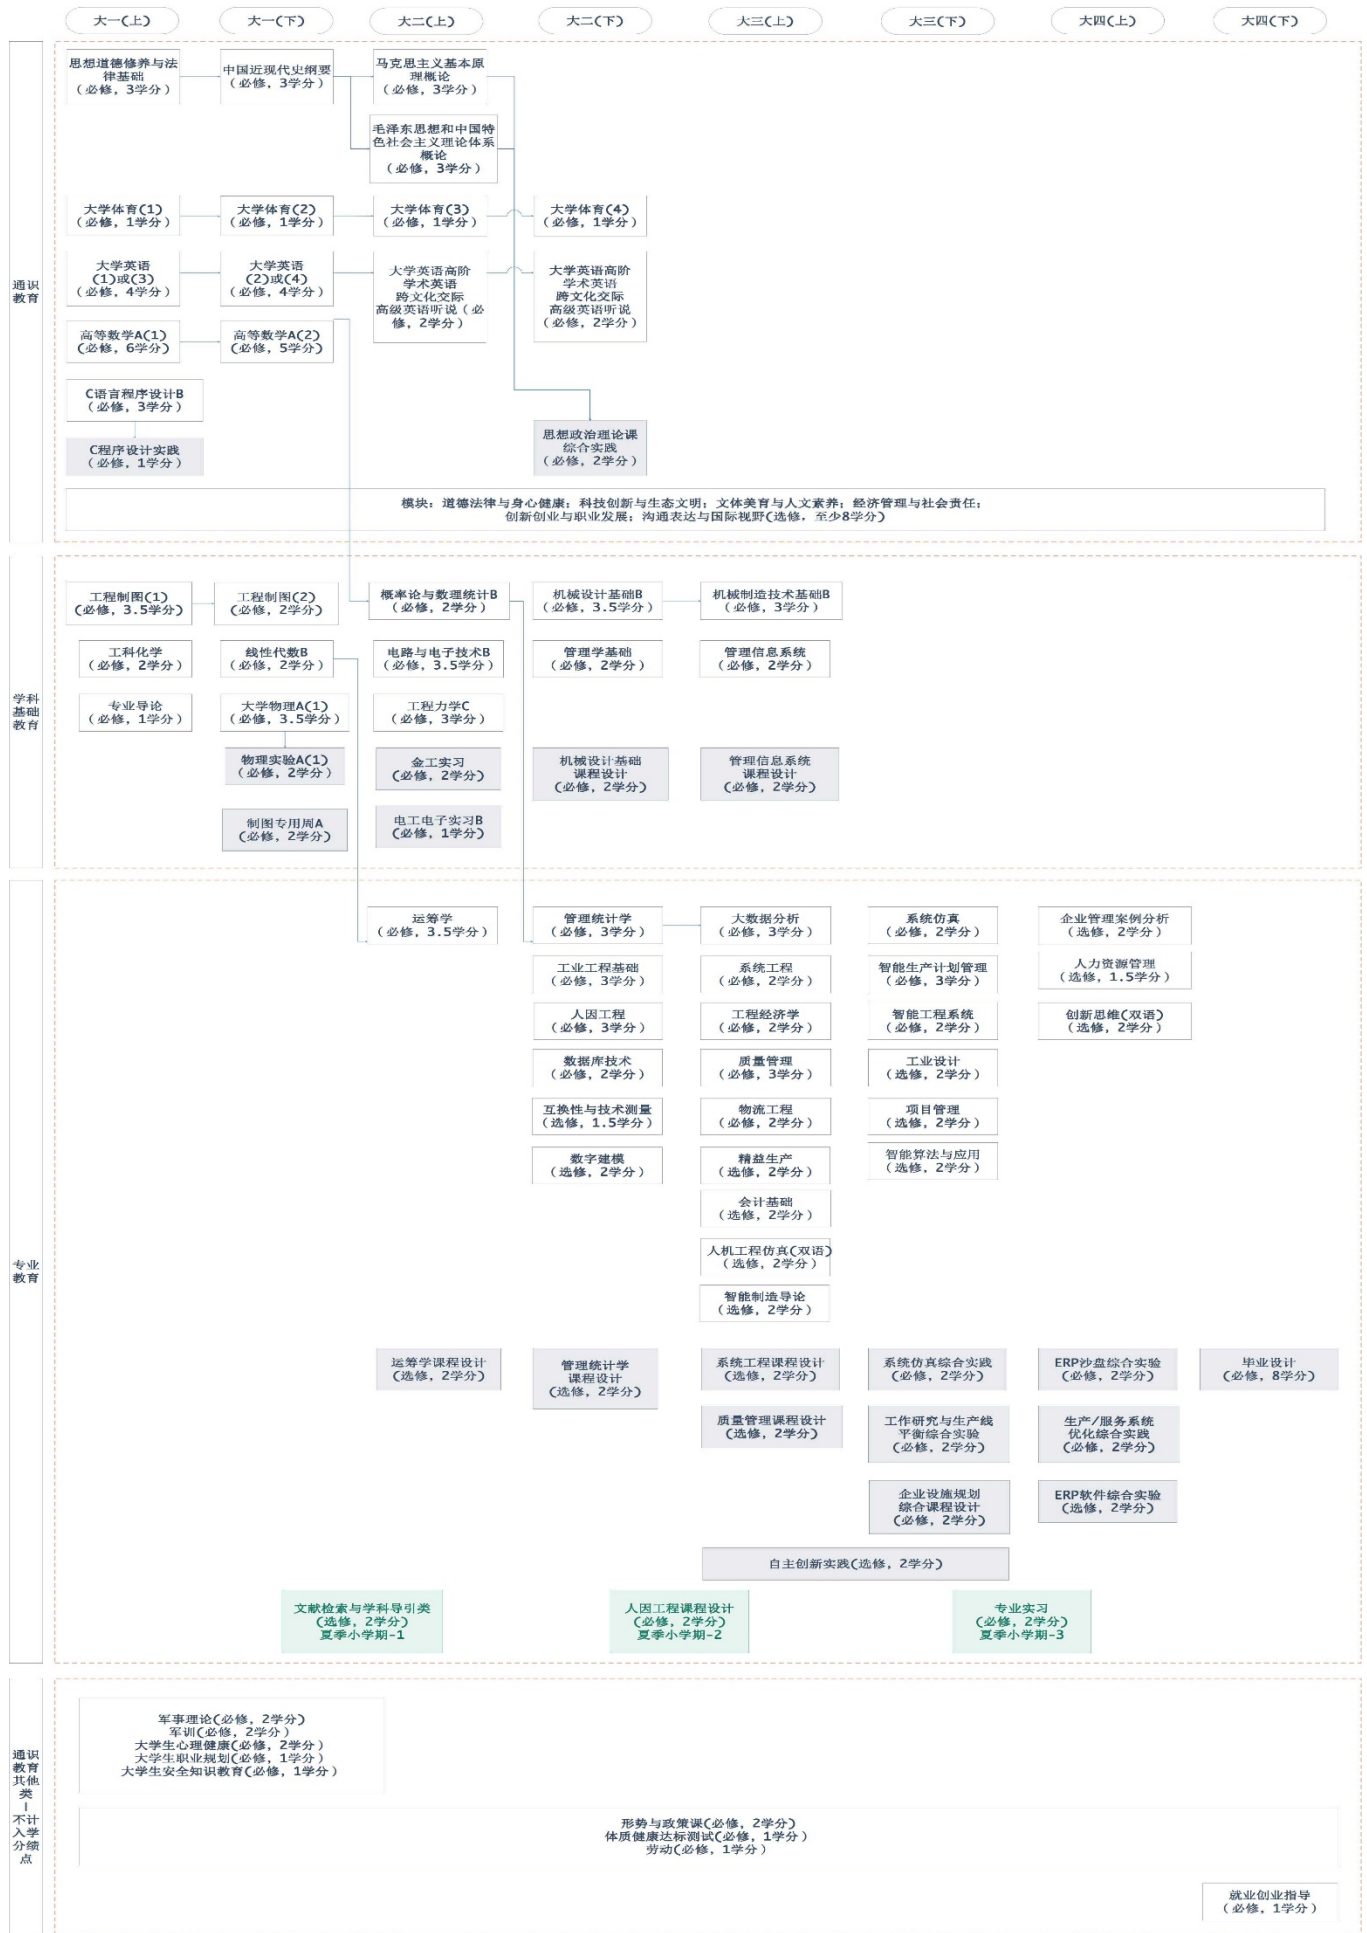 大一(上)
大一(下)
大二(上)
大二(下)
大三(上)
大三(下)
大四(上)
大四(下)
通识
教育
思想道德修养与法
律基础
(必修, 3学分)
中国近现代史纲要
(必修, 3学分)
马克思主义基本原
理概论
(必修, 3学分)
毛泽东思想和中国特
色社会主义理论体系
概论
(必修, 3学分)
大学体育(1)
(必修, 1学分)
大学体育(2)
(必修, 1学分)
大学体育(3)
(必修, 1学分)
大学体育(4)
(必修, 1学分)
大学英语
(1)或(3)
(必修, 4学分)
大学英语
(2)或(4)
(必修, 4学分)
大学英语高阶
学术英语
跨文化交际
高级英语听说(必
修, 2学分)
大学英语高阶
学术英语
跨文化交际
高级英语听说
(必修, 2学分)
高等数学A(1)
(必修, 6学分)
高等数学A(2)
(必修, 5学分)
C语言程序设计B
(必修, 3学分)
C程序设计实践
(必修, 1学分)
思想政治理论课
综合实践
(必修, 2学分)
模块: 道德法律与身心健康; 科技创新与生态文明; 文体美育与人文素养; 经济管理与社会责任;
创新创业与职业发展; 沟通表达与国际视野(选修, 至少8学分)
学科
基础
教育
工程制图(1)
(必修, 3.5学分)
工程制图(2)
(必修, 2学分)
概率论与数理统计B
(必修, 2学分)
机械设计基础B
(必修, 3.5学分)
机械制造技术基础B
(必修, 3学分)
工科化学
(必修, 2学分)
线性代数B
(必修, 2学分)
电路与电子技术B
(必修, 3.5学分)
管理学基础
(必修, 2学分)
管理信息系统
(必修, 2学分)
专业导论
(必修, 1学分)
大学物理A(1)
(必修, 3.5学分)
工程力学C
(必修, 3学分)
物理实验A(1)
(必修, 2学分)
金工实习
(必修, 2学分)
机械设计基础
课程设计
(必修, 2学分)
管理信息系统
课程设计
(必修, 2学分)
制图专用周A
(必修, 2学分)
电工电子实习B
(必修, 1学分)
专业
教育
运筹学
(必修, 3.5学分)
管理统计学
(必修, 3学分)
大数据分析
(必修, 3学分)
系统仿真
(必修, 2学分)
企业管理案例分析
(选修, 2学分)
工业工程基础
(必修, 3学分)
系统工程
(必修, 2学分)
智能生产计划管理
(必修, 3学分)
人力资源管理
(选修, 1.5学分)
人因工程
(必修, 3学分)
工程经济学
(必修, 2学分)
智能工程系统
(必修, 2学分)
创新思维(双语)
(选修, 2学分)
数据库技术
(必修, 2学分)
质量管理
(必修, 3学分)
工业设计
(选修, 2学分)
互换性与技术测量
(选修, 1.5学分)
物流工程
(必修, 2学分)
项目管理
(选修, 2学分)
数字建模
(选修, 2学分)
精益生产
(选修, 2学分)
智能算法与应用
(选修, 2学分)
会计基础
(选修, 2学分)
人机工程仿真(双语)
(选修, 2学分)
智能制造导论
(选修, 2学分)
运筹学课程设计
(选修, 2学分)
管理统计学
课程设计
(选修, 2学分)
系统工程课程设计
(选修, 2学分)
系统仿真综合实践
(必修, 2学分)
ERP沙盘综合实验
(必修, 2学分)
毕业设计
(必修, 8学分)
质量管理课程设计
(选修, 2学分)
工作研究与生产线
平衡综合实验
(必修, 2学分)
生产/服务系统
优化综合实践
(必修, 2学分)
企业设施规划
综合课程设计
(必修, 2学分)
ERP软件综合实验
(选修, 2学分)
自主创新实践(选修, 2学分)
文献检索与学科导引类
(选修, 2学分)
夏季小学期-1
人因工程课程设计
(必修, 2学分)
夏季小学期-2
专业实习
(必修, 2学分)
夏季小学期-3
通识
教育
其他
类
—
不计
入学
分绩
点
军事理论(必修, 2学分)
军训(必修, 2学分)
大学生心理健康(必修, 2学分)
大学生职业规划(必修, 1学分)
大学生安全知识教育(必修, 1学分)
形势与政策课(必修, 2学分)
体质健康达标测试(必修, 1学分)
劳动(必修, 1学分)
就业创业指导
(必修, 1学分)